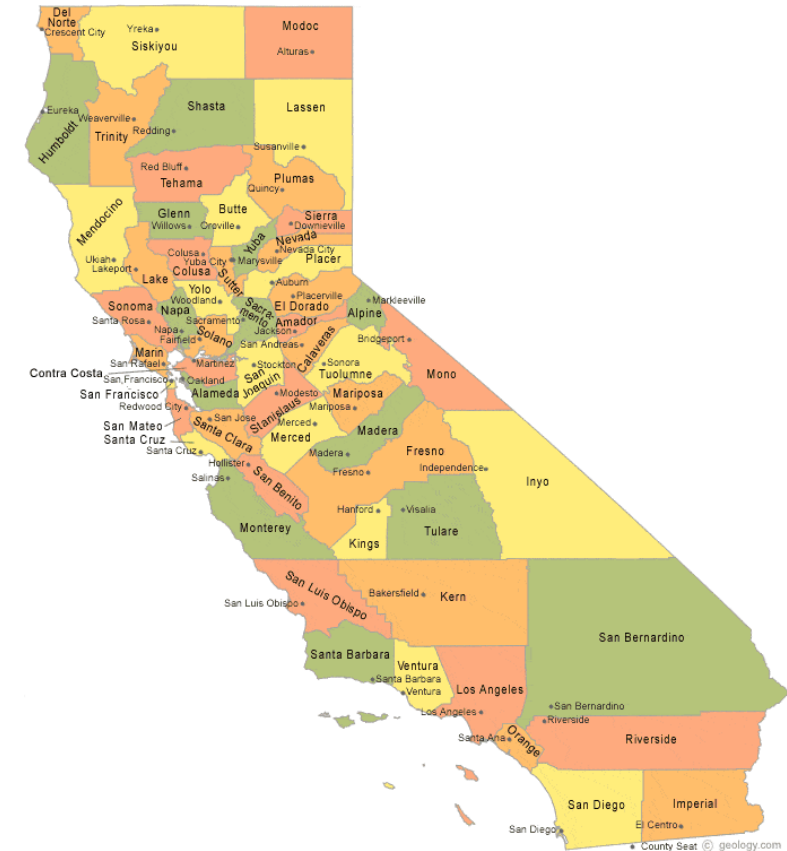 Del
Norte
Crescent City
Yreka
Siskiyou
Modoc
Alturas
Eureka
Humboldt
Weaverville
Trinity
Shasta
Redding
Lassen
Susanville
Red Bluff
Tehama
Plumas
Quincy
Mendocino
Ukiah
Glenn
Willows
Butte
Oroville
Sierra
Downieville
Yuba
Nevada
Nevada City
Lakeport
Lake
Colusa
Colusa
Yuba City
Marysville
Sutter
Placer
Auburn
Sonoma
Santa Rosa
Napa
Napa
Yolo
Woodland
Sacra-
mento
Sacramento
Placerville
El Dorado
Alpine
Markleeville
Amador
Jackson
Solano
Fairfield
San Andreas
Calaveras
Bridgeport
Marin
San Rafael
Contra Costa
Martinez
San Francisco
San Francisco
Oakland
Alameda
Stockton
San
Joaquin
Sonora
Tuolumne
Mono
Redwood City
San Mateo
Santa Cruz
Santa Cruz
San Jose
Santa Clara
Modesto
Stanislaus
Mariposa
Mariposa
Merced
Merced
Madera
Madera
Hollister
San Benito
Salinas
Monterey
Fresno
Fresno
Independence
Inyo
Hanford
Kings
Visalia
Tulare
San Luis Obispo
San Luis Obispo
Bakersfield
Kern
San Bernardino
Santa Barbara
Santa Barbara
Ventura
Ventura
Los Angeles
Los Angeles
San Bernardino
Riverside
Riverside
Santa Ana
Orange
San Diego
San Diego
Imperial
El Centro
County Seat © geology.com